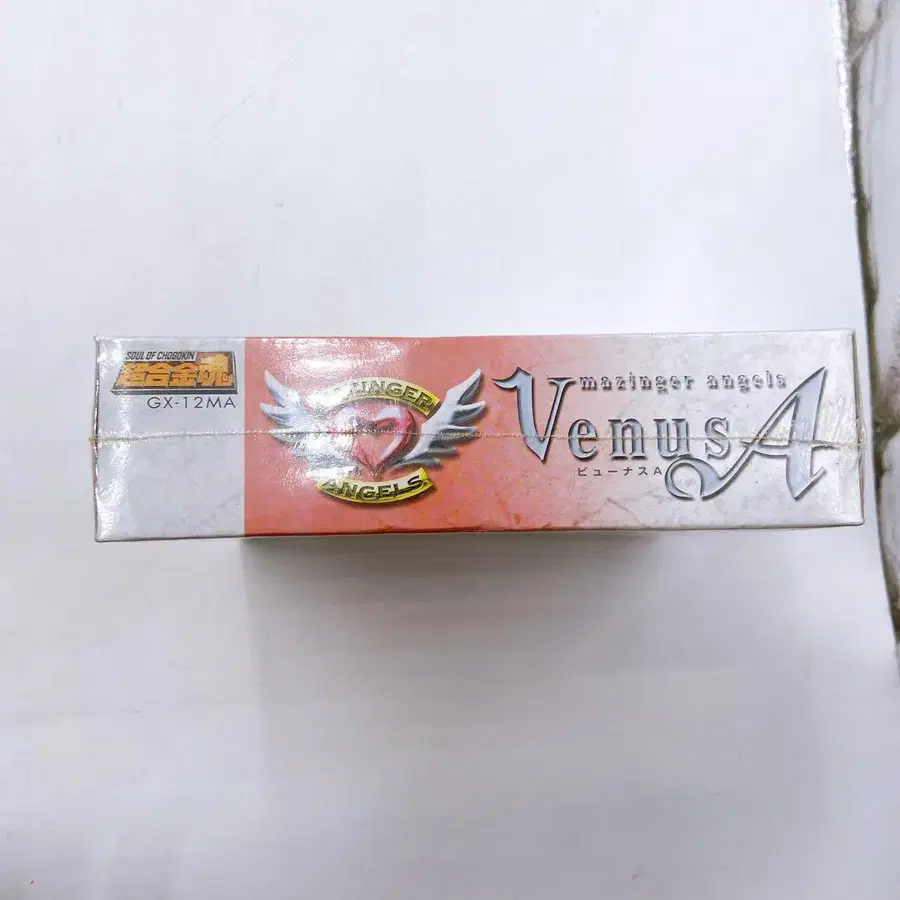 SOUL OF CHOGOKIN
超合金魂
GX-12MA
ANGELS
mazinger angels
Venus A
ビューナスA